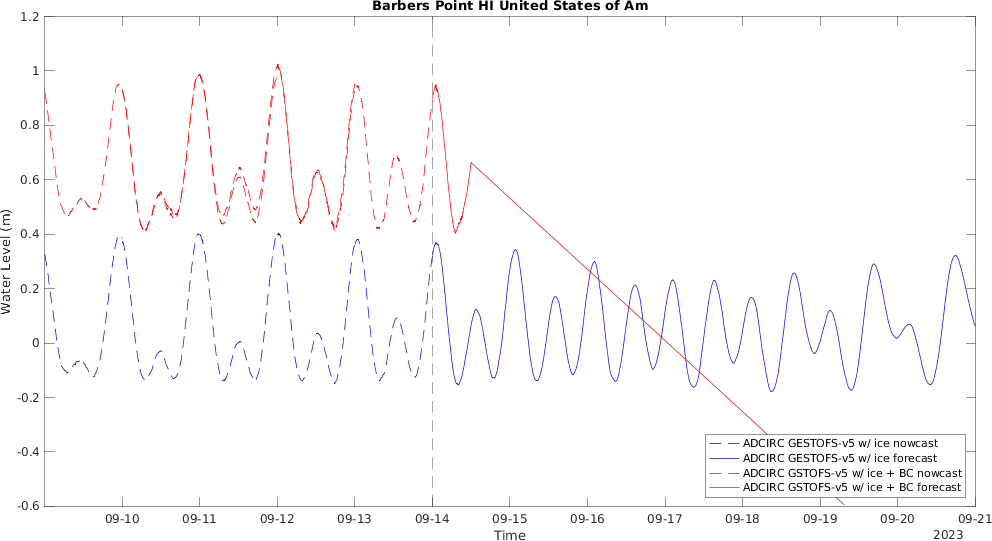 Barbers Point HI United States of Am
Water Level (m)
1.2
1
0.8
0.6
0.4
0.2
0
-0.2
-0.4
-0.6
ADCIRC GESTOFS-v5 w/ ice nowcast
ADCIRC GESTOFS-v5 w/ ice forecast
ADCIRC GSTOFS-v5 w/ ice + BC nowcast
ADCIRC GSTOFS-v5 w/ ice + BC forecast
09-10 09-11 09-12 09-13 09-14 09-15 09-16 09-17 09-18 09-19 09-20 09-21
Time
2023